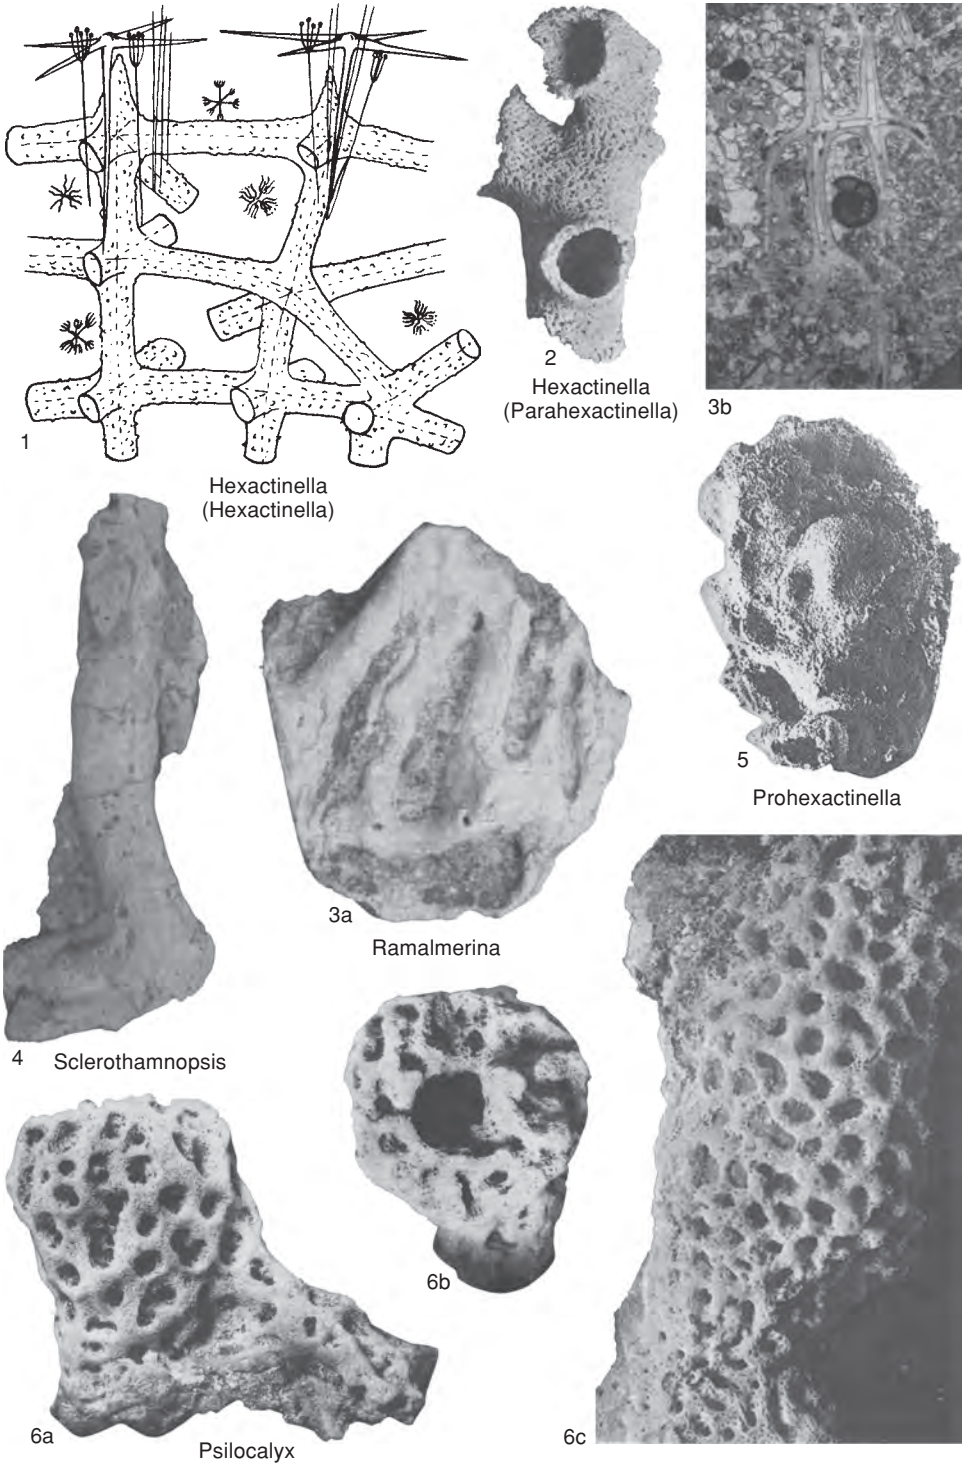 1
Hexactinella
(Hexactinella)
2
Hexactinella
(Parahexactinella)
3b
4
Sclerothamnopsis
3a
Ramalmerina
5
Prohexactinella
6a
Psilocalyx
6b
6c